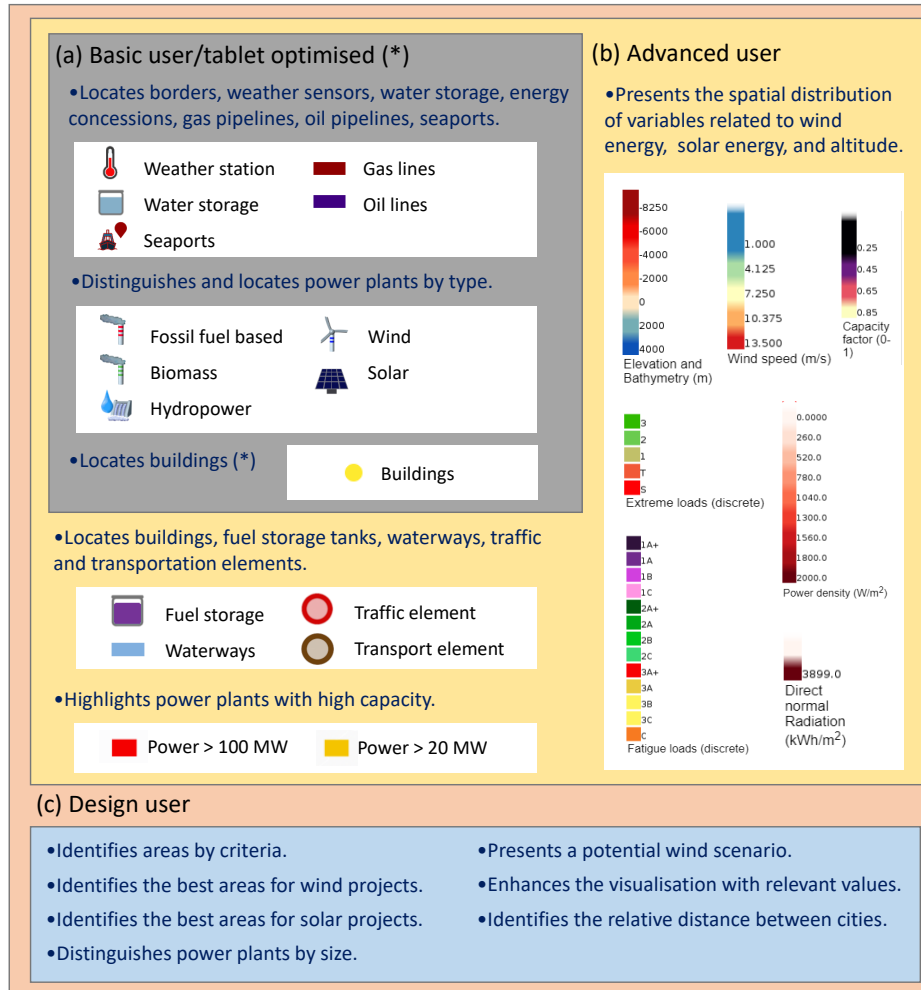 (a) Basic user/tablet optimised (*)
•Locates borders, weather sensors, water storage, energy
concessions, gas pipelines, oil pipelines, seaports.
Weather station
Gas lines
Water storage
Oil lines
Seaports
•Distinguishes and locates power plants by type.
Fossil fuel based
Wind
Biomass
Solar
Hydropower
•Locates buildings (*)
Buildings
•Locates buildings, fuel storage tanks, waterways, traffic
and transportation elements.
Fuel storage
Traffic element
Waterways
Transport element
•Highlights power plants with high capacity.
Power > 100 MW
Power > 20 MW
(b) Advanced user
•Presents the spatial distribution
of variables related to wind
energy, solar energy, and altitude.
-8250
-6000
-4000
-2000
0
2000
4000
Elevation and
Bathymetry (m)
1.000
4.125
7.250
10.375
13.500
Wind speed (m/s)
0.25
0.45
0.65
0.85
Capacity
factor (0-
1)
3
2
1
T
S
Extreme loads (discrete)
0.0000
260.0
520.0
780.0
1040.0
1300.0
1560.0
1800.0
2000.0
Power density (W/m²)
1A+
1A
1B
1C
2A+
2A
2B
2C
3A+
3A
3B
3C
C
Fatigue loads (discrete)
3899.0
Direct
normal
Radiation
(kWh/m²)
(c) Design user
•Identifies areas by criteria.
•Identifies the best areas for wind projects.
•Identifies the best areas for solar projects.
•Distinguishes power plants by size.
•Presents a potential wind scenario.
•Enhances the visualisation with relevant values.
•Identifies the relative distance between cities.